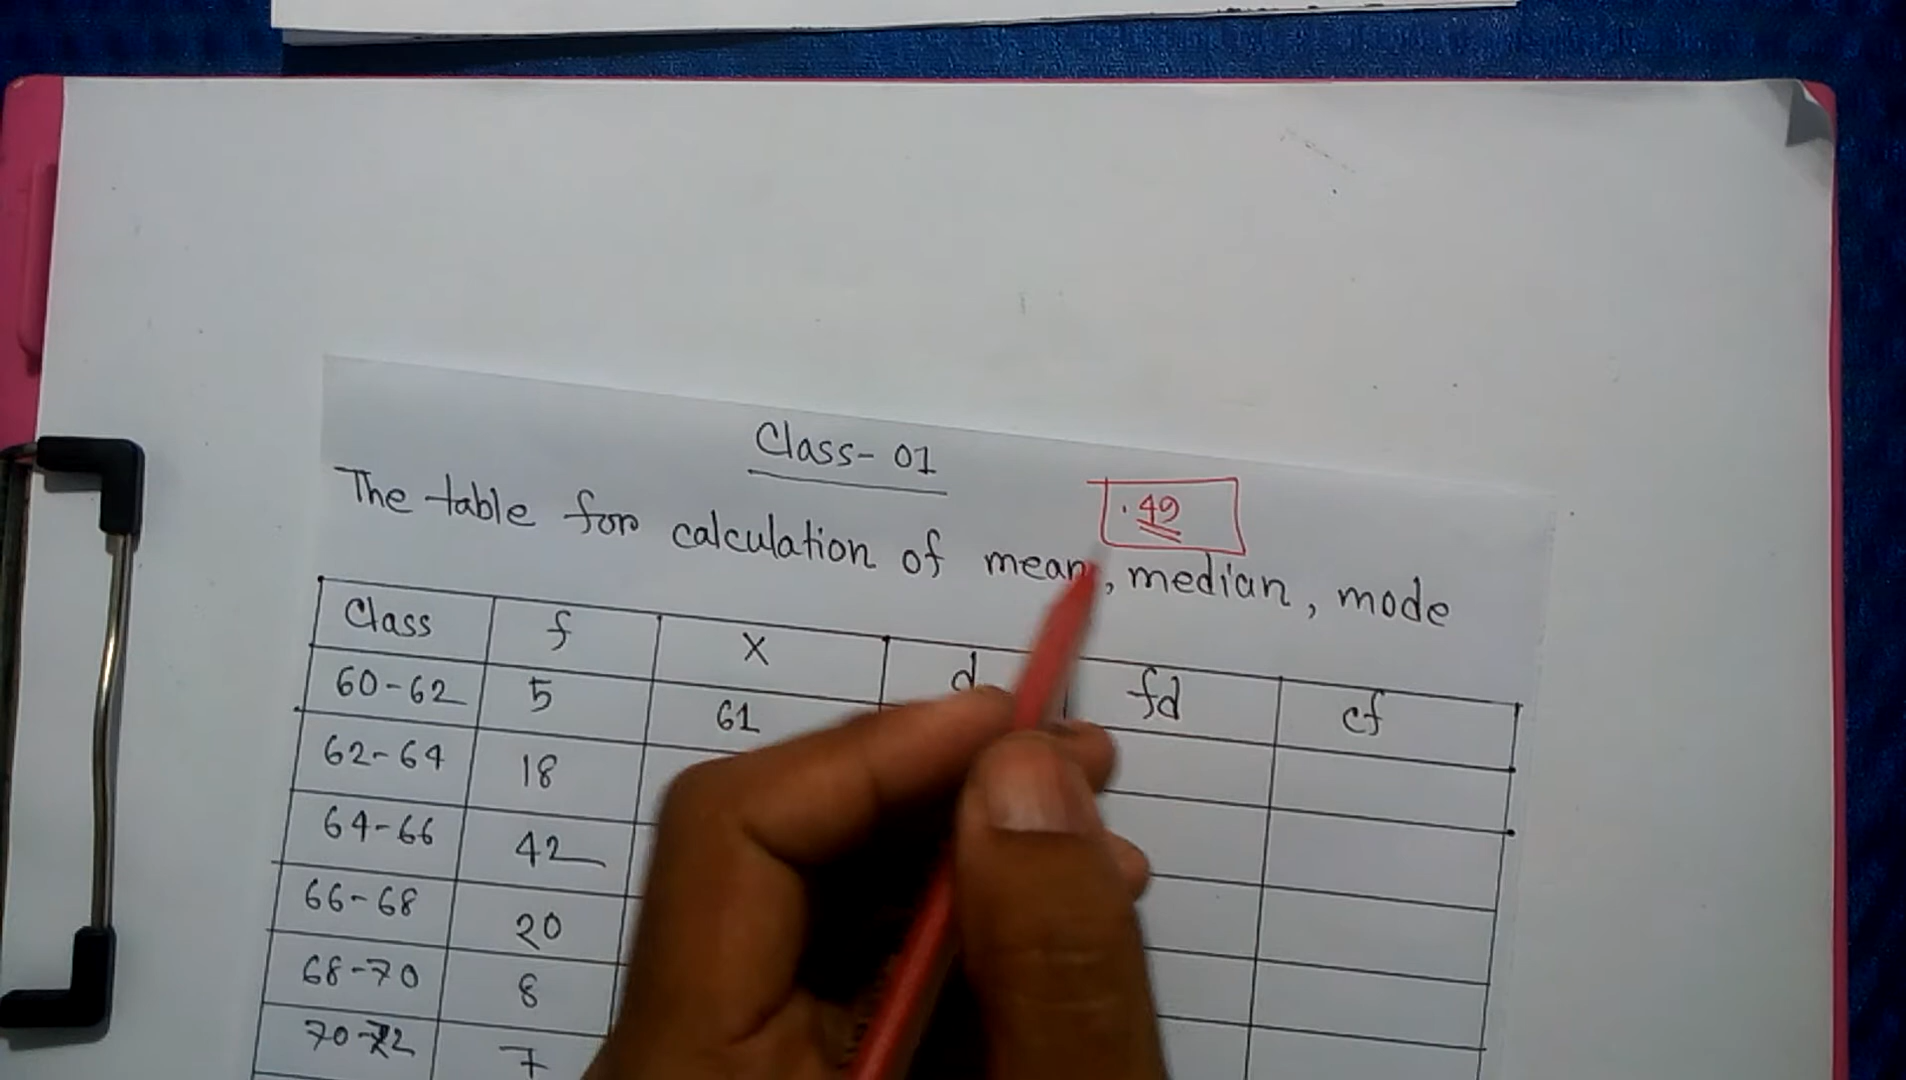 Class- 01
.49
The table for calculation of mean, median, mode
Class f X d fd cf
60-62 5 61
62-64 18
64-66 42
66-68 20
68-70 8
70-72 7